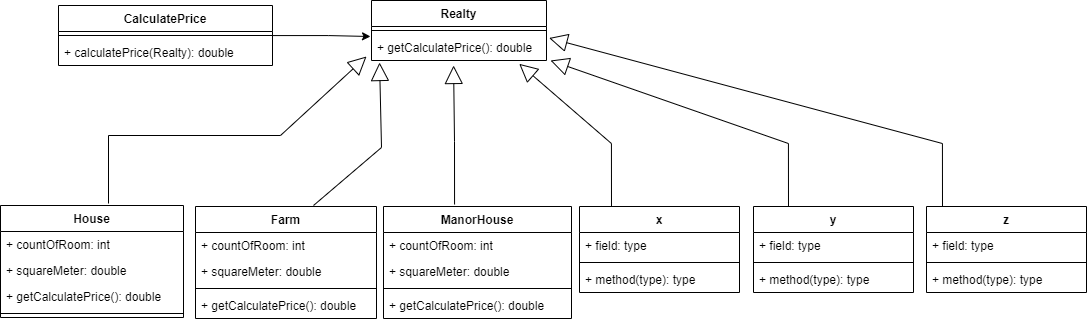 CalculatePrice
+ calculatePrice(Realty): double
Realty
+ getCalculatePrice(): double
House
+ countOfRoom: int
+ squareMeter: double
+ getCalculatePrice(): double
Farm
+ countOfRoom: int
+ squareMeter: double
+ getCalculatePrice(): double
ManorHouse
+ countOfRoom: int
+ squareMeter: double
+ getCalculatePrice(): double
x
+ field: type
+ method(type): type
y
+ field: type
+ method(type): type
z
+ field: type
+ method(type): type